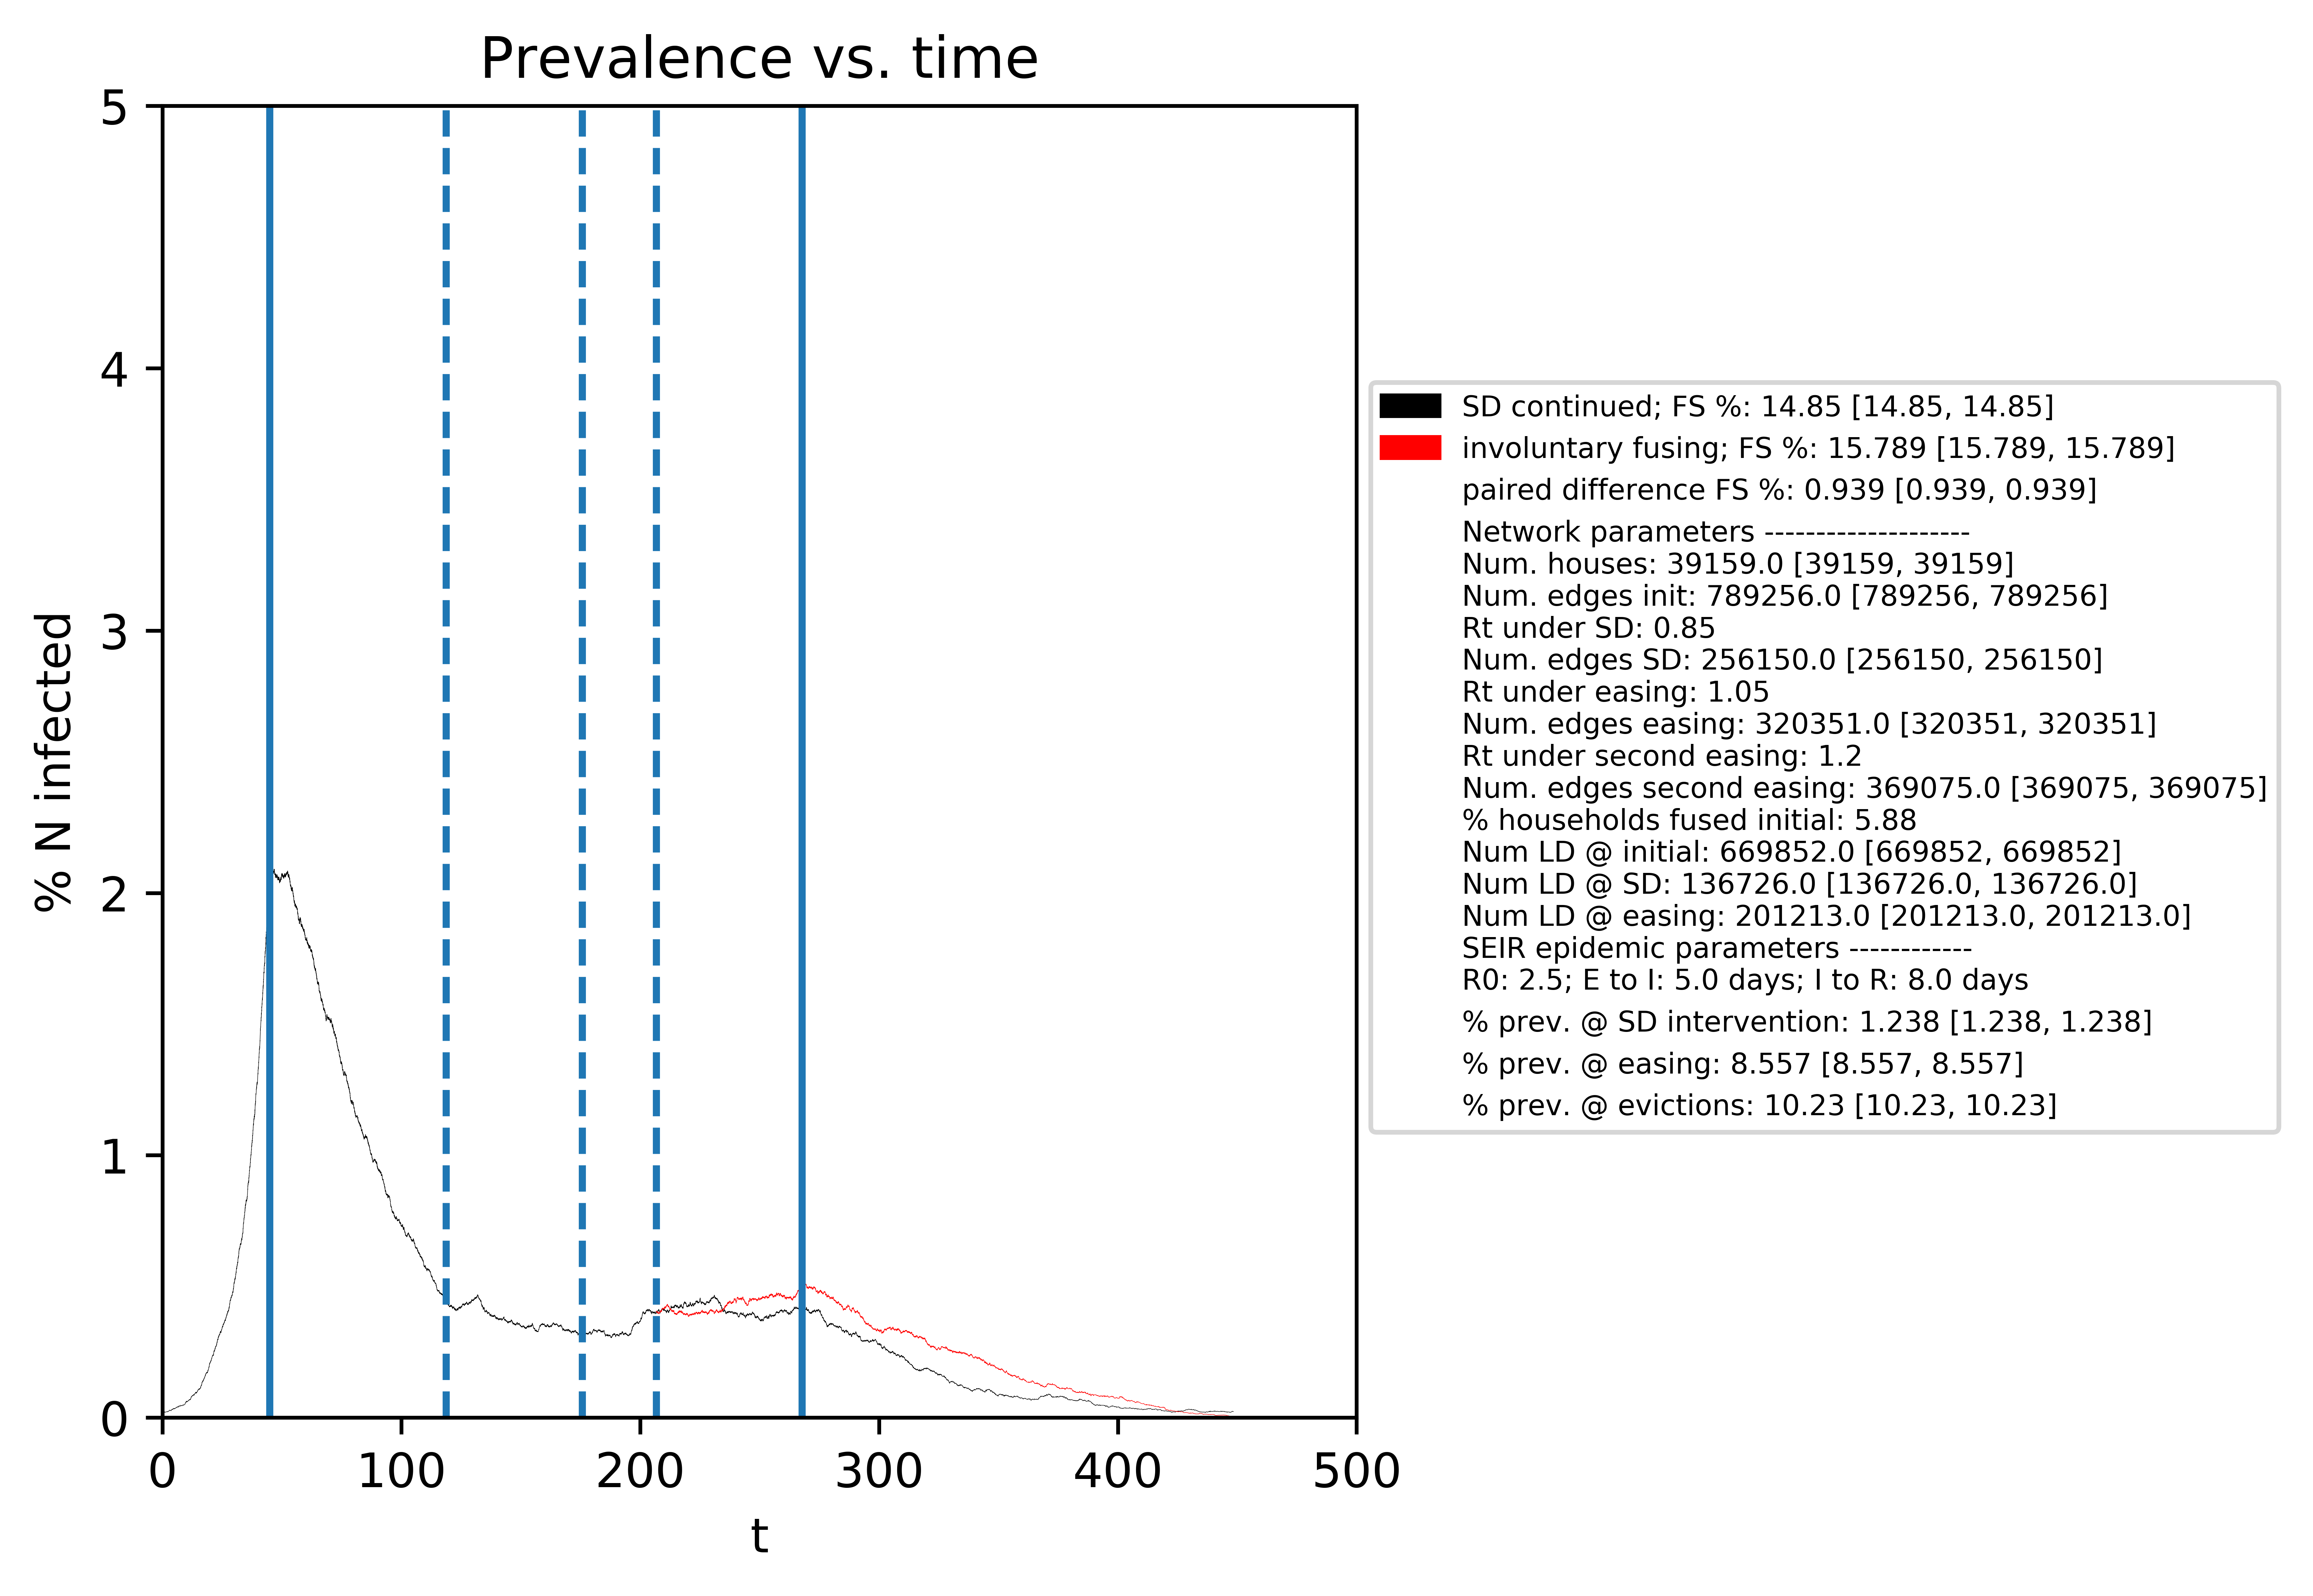 Prevalence vs. time
5
4
3
2
1
0
% N infected
0 100 200 300 400 500
t
SD continued; FS %: 14.85 [14.85, 14.85]
involuntary fusing; FS %: 15.789 [15.789, 15.789]
paired difference FS %: 0.939 [0.939, 0.939]
Network parameters --------------------
Num. houses: 39159.0 [39159, 39159]
Num. edges init: 789256.0 [789256, 789256]
Rt under SD: 0.85
Num. edges SD: 256150.0 [256150, 256150]
Rt under easing: 1.05
Num. edges easing: 320351.0 [320351, 320351]
Rt under second easing: 1.2
Num. edges second easing: 369075.0 [369075, 369075]
% households fused initial: 5.88
Num LD @ initial: 669852.0 [669852, 669852]
Num LD @ SD: 136726.0 [136726.0, 136726.0]
Num LD @ easing: 201213.0 [201213.0, 201213.0]
SEIR epidemic parameters ------------
R0: 2.5; E to I: 5.0 days; I to R: 8.0 days
% prev. @ SD intervention: 1.238 [1.238, 1.238]
% prev. @ easing: 8.557 [8.557, 8.557]
% prev. @ evictions: 10.23 [10.23, 10.23]